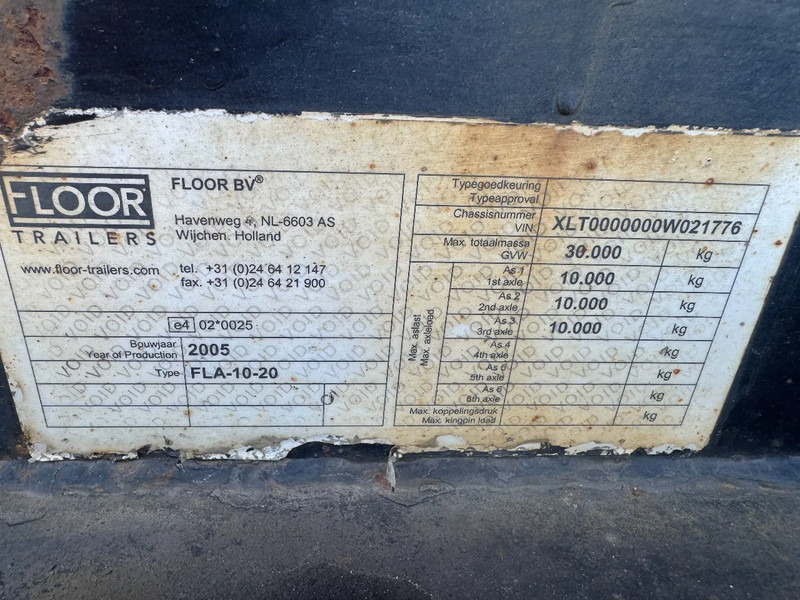 FLOOR
TRAILERS
FLOOR BV®
Havenweg 4, NL-6603 AS
Wijchen. Holland
www.floor-trailers.com
tel. +31 (0)24 64 12 147
fax. +31 (0)24 64 21 900
e4 02*0025
Bouwjaar
Year of Production 2005
Type FLA-10-20
Typegoedkeuring
Typeapproval
Chassisnummer
VIN XLT0000000W021776
Max. totaalmassa
GVW 30.000 kg
Max. aslast
Max. axleload
As 1
1st axle 10.000 kg
As 2
2nd axle 10.000 kg
As 3
3rd axle 10.000 kg
As 4
4th axle kg
As 5
5th axle kg
As 6
6th axle kg
Max. koppelingsdruk
Max. kingpin load kg